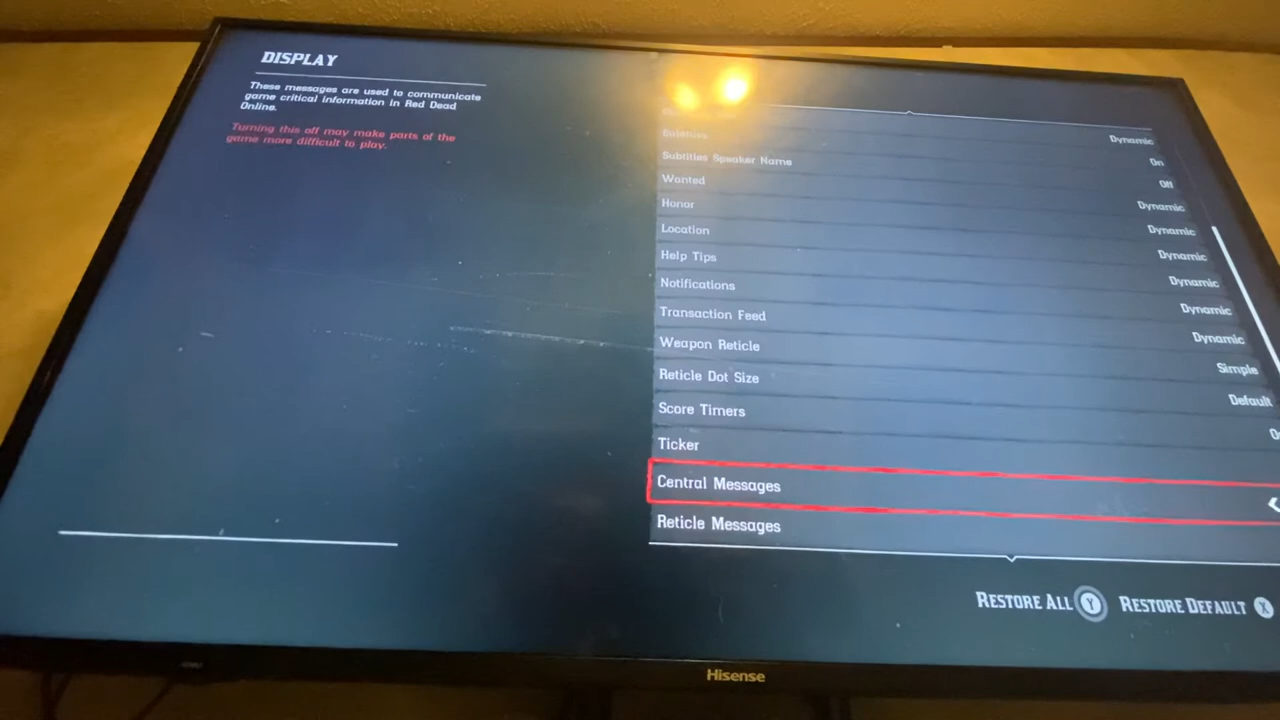 DISPLAY
These messages are used to communicate
game critical information in Red Dead
Online.
Turning this off may make parts of the
game more difficult to play.
Subtitles Dynamic
Subtitles Speaker Name On
Wanted Off
Honor Dynamic
Location Dynamic
Help Tips Dynamic
Notifications Dynamic
Transaction Feed Dynamic
Weapon Reticle Dynamic
Reticle Dot Size Simple
Score Timers Default
Ticker
Central Messages
Reticle Messages
RESTORE ALL Y RESTORE DEFAULT X
Hisense